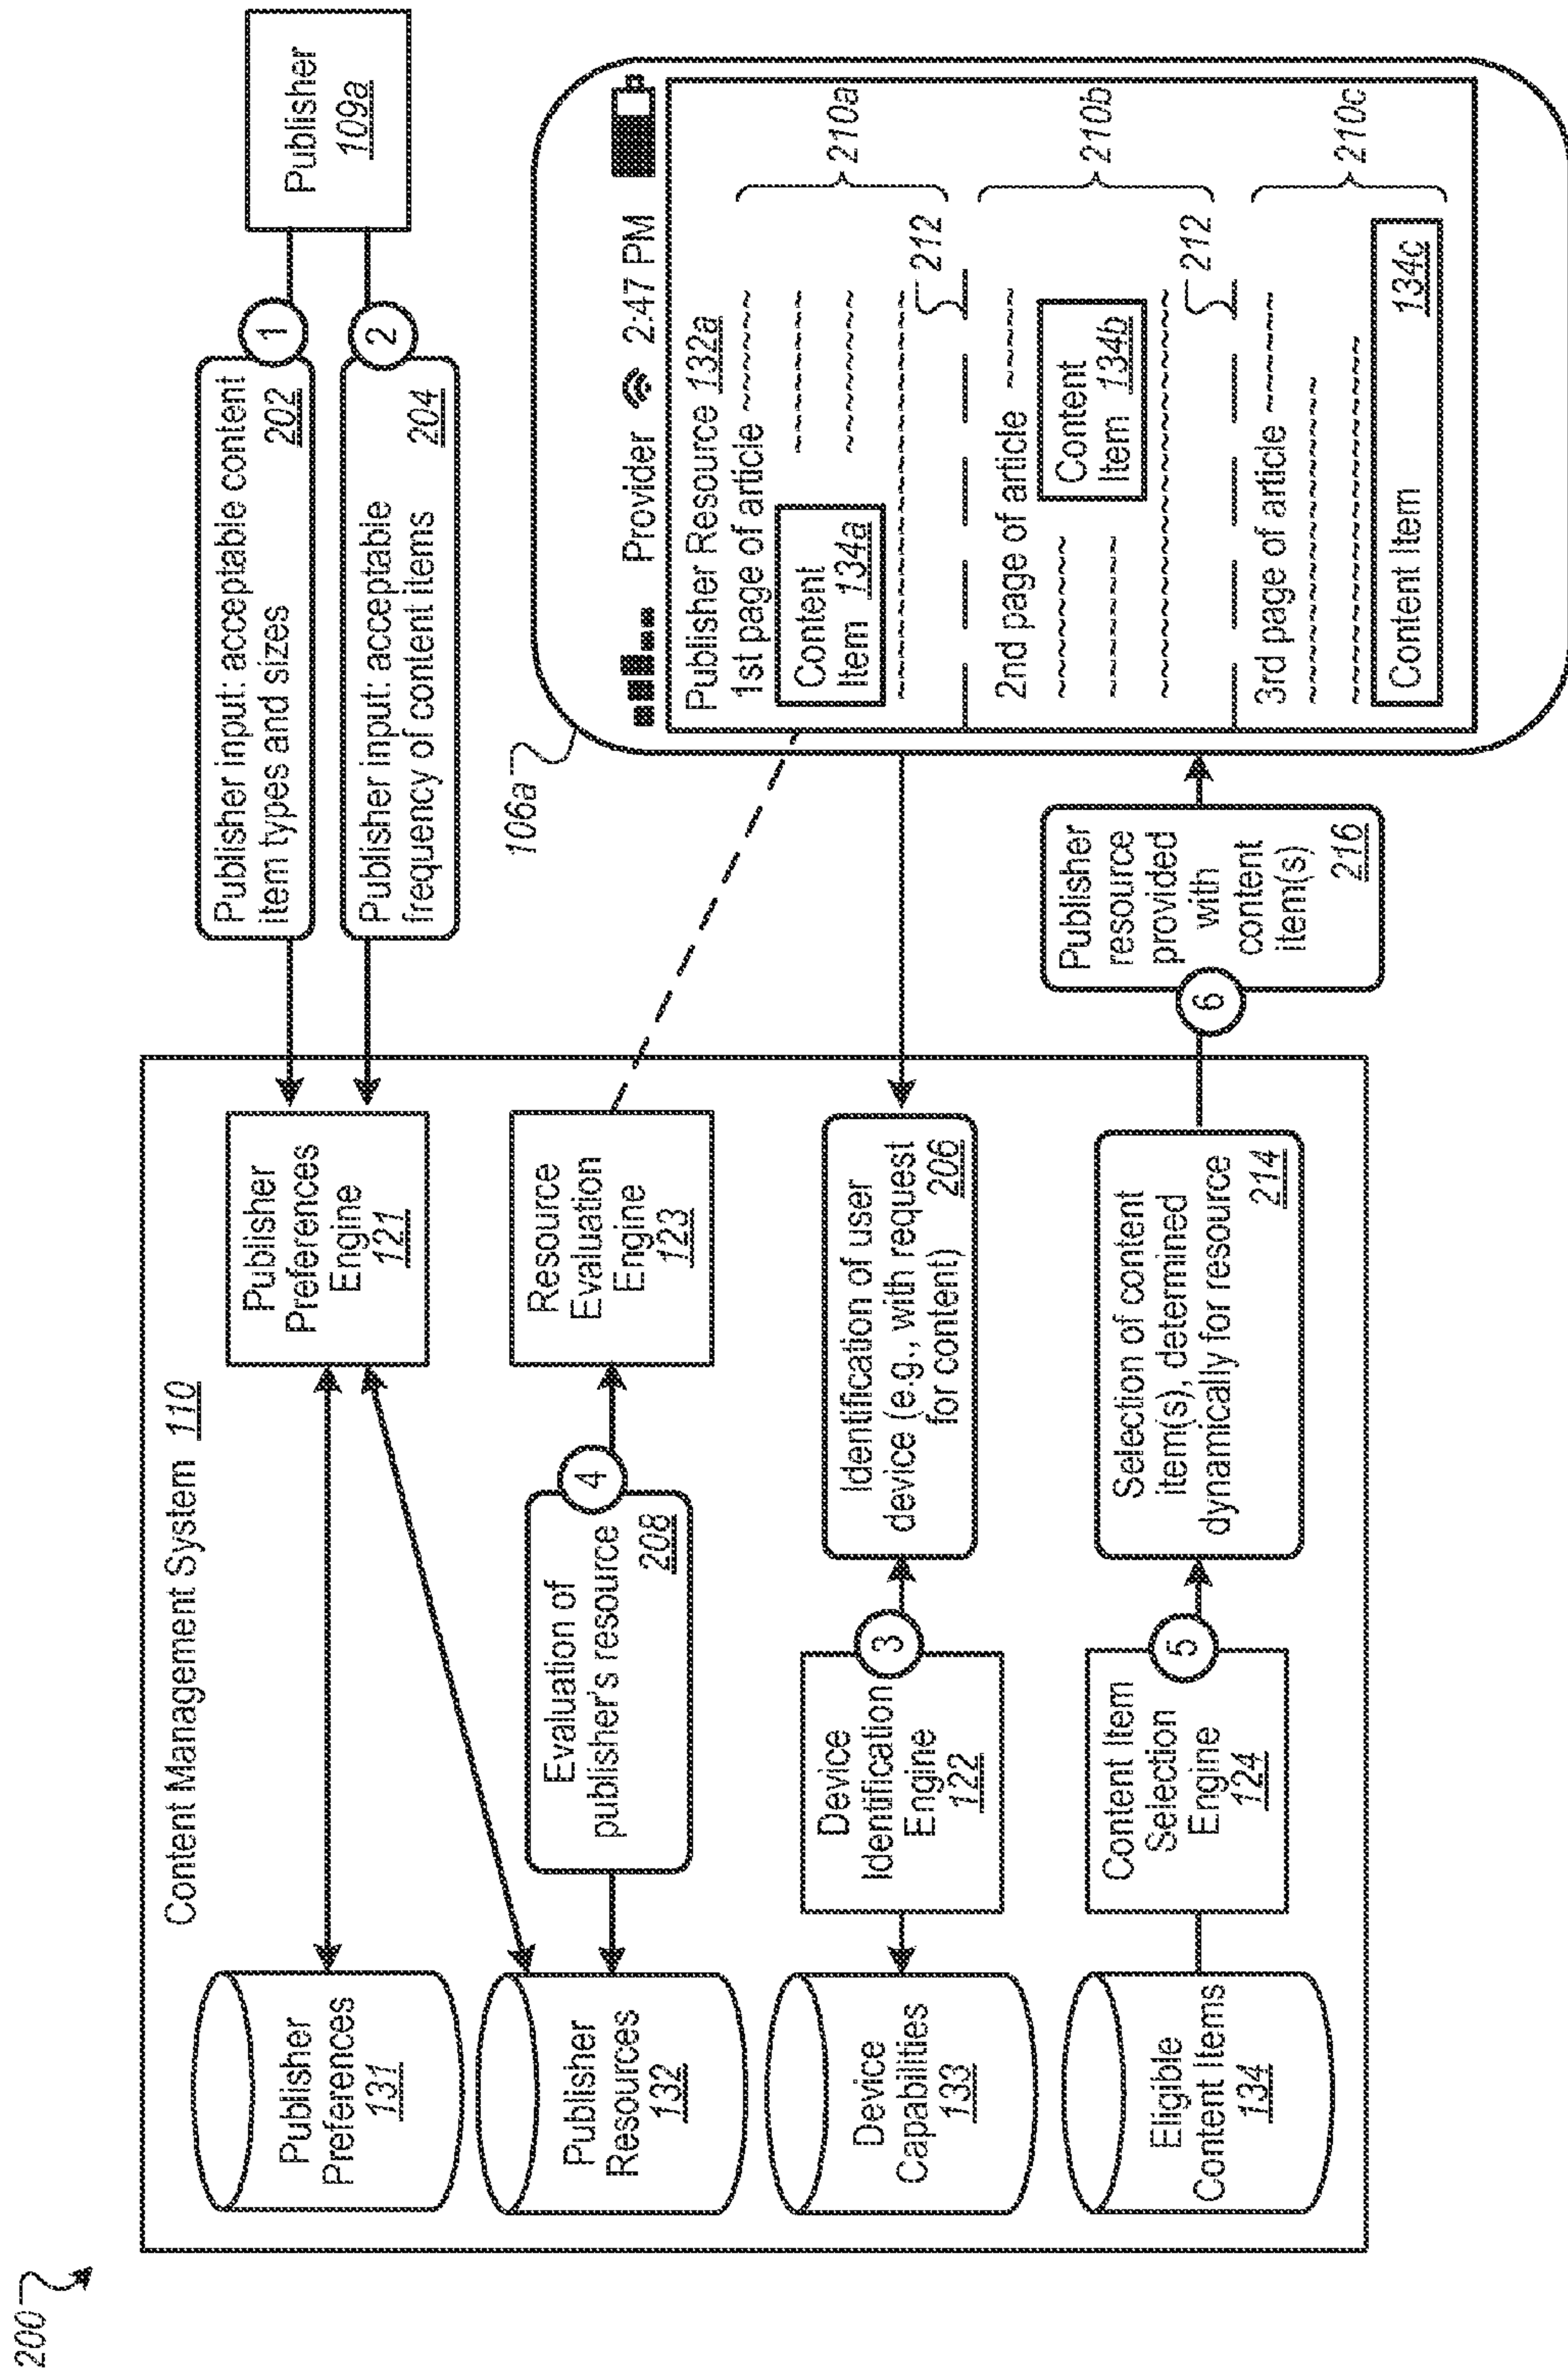 200
Content Management System 110
Publisher
Preferences
131
Publisher
Preferences
Engine
121
Publisher input: acceptable content
item types and sizes 202
1
Publisher input: acceptable
frequency of content items 204
2
Publisher
109a
Publisher
Resources
132
Evaluation of
publisher's resource
208
4
Resource
Evaluation
Engine
123
Device
Capabilities
133
Device
Identification
Engine
122
3
Identification of user
device (e.g., with request
for content) 206
Eligible
Content Items
134
Content Item
Selection
Engine
124
5
Selection of content
item(s), determined
dynamically for resource
214
6
Publisher
resource
provided
with
content
item(s)
216
106a
Provider 2:47 PM
Publisher Resource 132a
1st page of article
Content
Item 134a
210a
212
2nd page of article
Content
Item 134b
210b
212
3rd page of article
Content Item 134c
210c